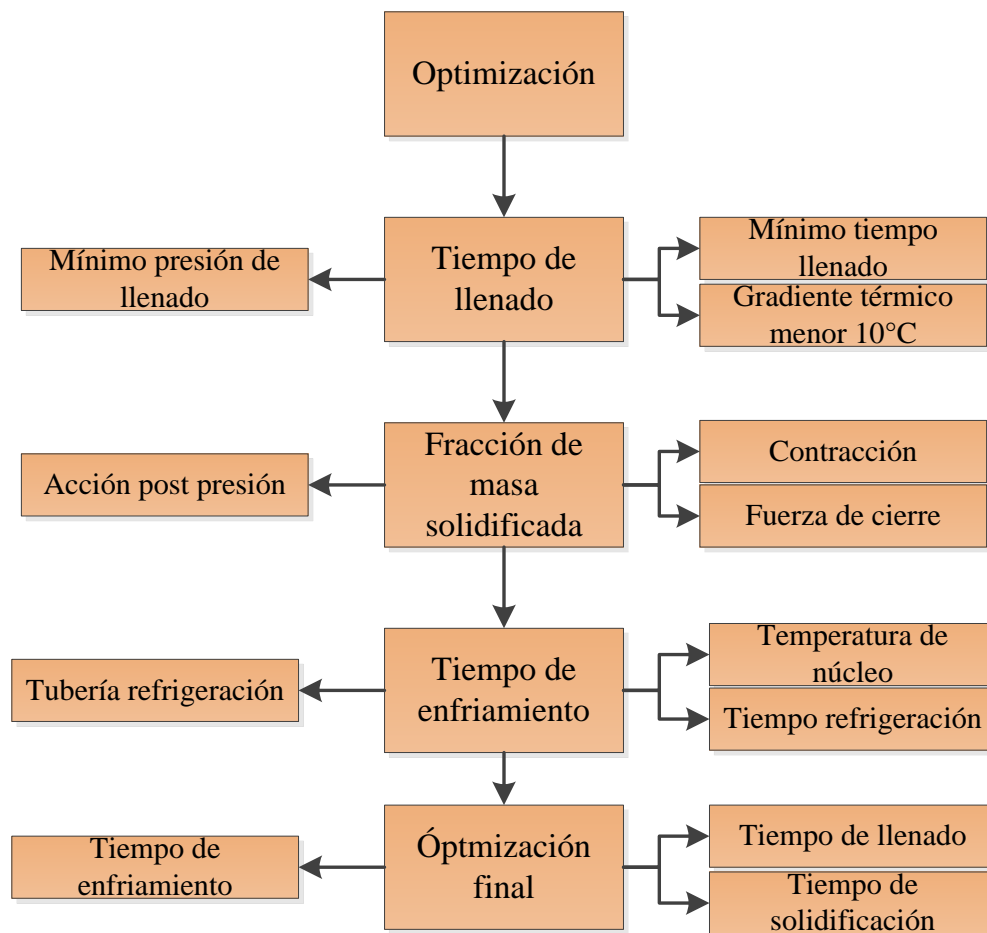 Optimización
Mínimo presión de
llenado
Tiempo de
llenado
Mínimo tiempo
llenado
Gradiente térmico
menor 10°C
Acción post presión
Fracción de
masa
solidificada
Contracción
Fuerza de cierre
Tubería refrigeración
Tiempo de
enfriamiento
Temperatura de
núcleo
Tiempo refrigeración
Tiempo de
enfriamiento
Óptmización
final
Tiempo de llenado
Tiempo de
solidificación